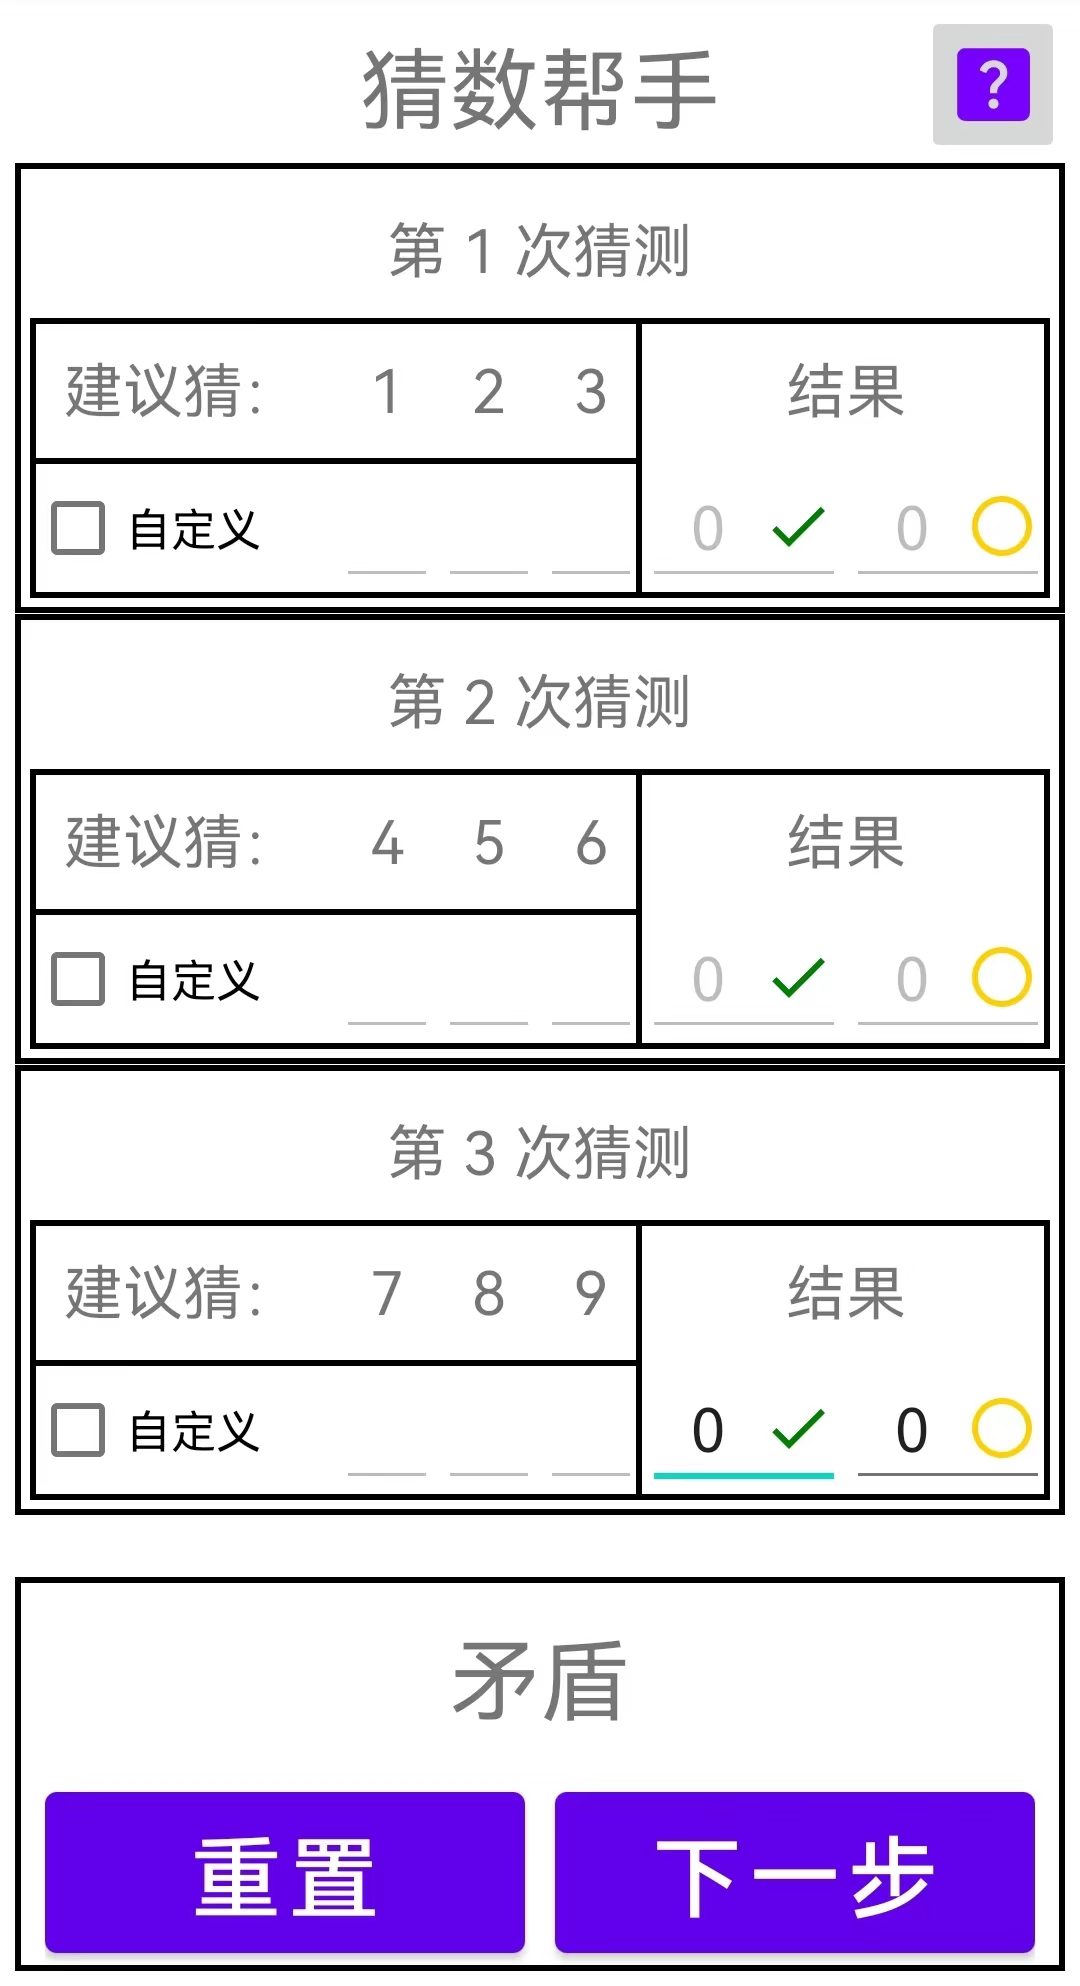 猜数帮手 ?
第 1 次猜测
建议猜: 1 2 3 结果
自定义 0 0
第 2 次猜测
建议猜: 4 5 6 结果
自定义 0 0
第 3 次猜测
建议猜: 7 8 9 结果
自定义 0 0
矛盾
重置 下一步